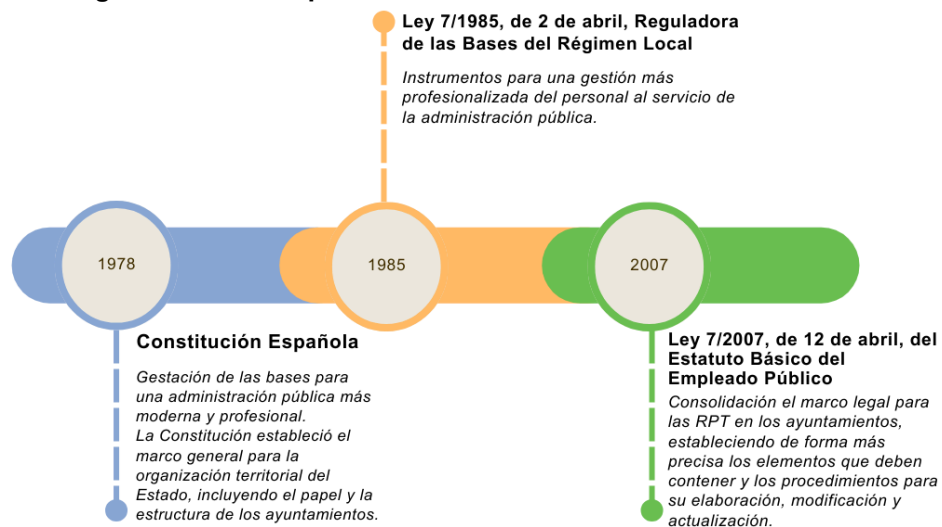 Ley 7/1985, de 2 de abril, Reguladora
de las Bases del Régimen Local
Instrumentos para una gestión más
profesionalizada del personal al servicio de
la administración pública.
1978
1985
2007
Constitución Española
Gestación de las bases para
una administración pública más
moderna y profesional.
La Constitución estableció el
marco general para la
organización territorial del
Estado, incluyendo el papel y la
estructura de los ayuntamientos.
Ley 7/2007, de 12 de abril, del
Estatuto Básico del
Empleado Público
Consolidación el marco legal para
las RPT en los ayuntamientos,
estableciendo de forma más
precisa los elementos que deben
contener y los procedimientos para
su elaboración, modificación y
actualización.